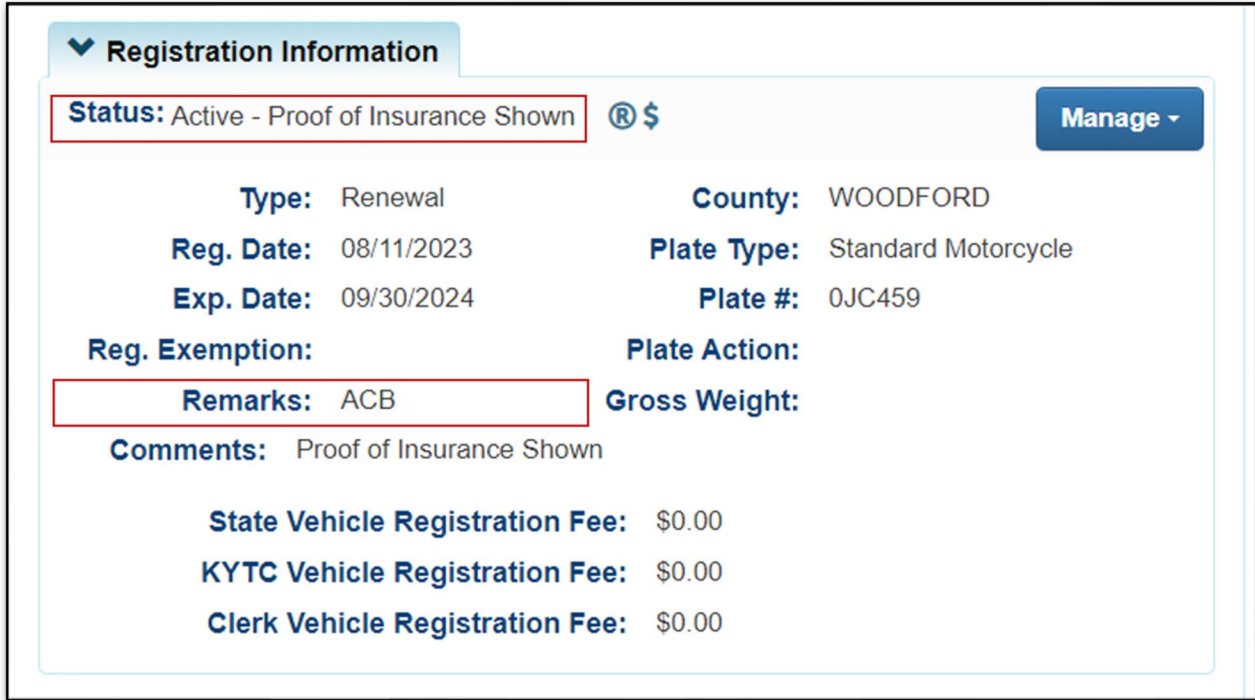 Registration Information
Status: Active - Proof of Insurance Shown ® $ Manage
Type: Renewal County: WOODFORD
Reg. Date: 08/11/2023 Plate Type: Standard Motorcycle
Exp. Date: 09/30/2024 Plate #: 0JC459
Reg. Exemption: Plate Action:
Remarks: ACB Gross Weight:
Comments: Proof of Insurance Shown
State Vehicle Registration Fee: $0.00
KYTC Vehicle Registration Fee: $0.00
Clerk Vehicle Registration Fee: $0.00